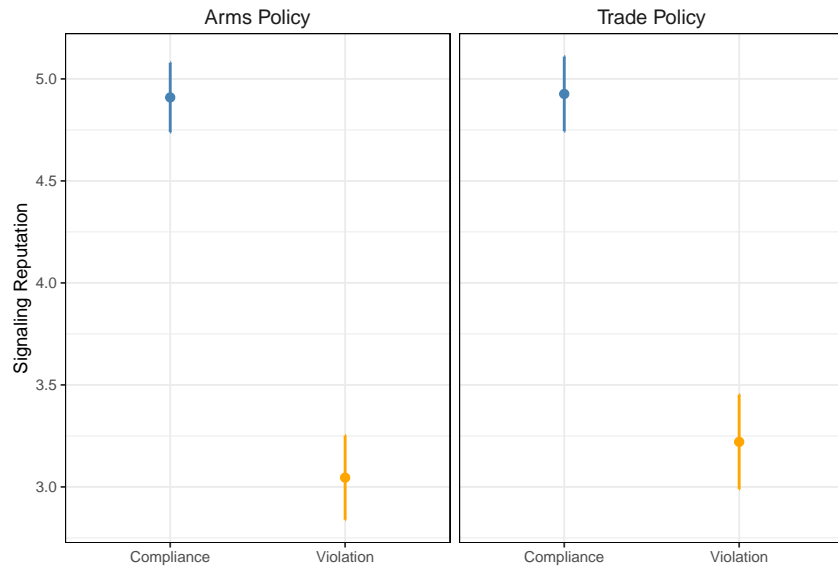 Arms Policy
Trade Policy
Signaling Reputation
5.0
4.5
4.0
3.5
3.0
Compliance
Violation
Compliance
Violation